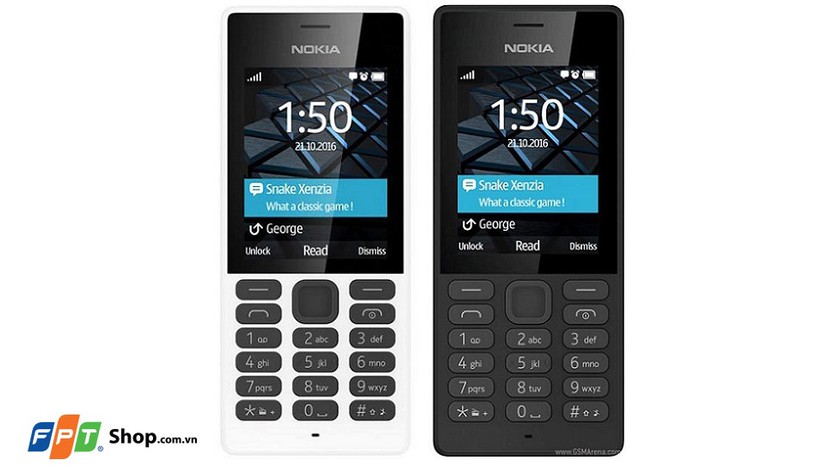 NOKIA
1:50
21.10.2016
Snake Xenzia
What a classic game !
George
Unlock Read Dismiss
1
2 abc
3 def
4 ghi
5 jkl
6 mno
7 pqrs
8 tuv
9 wxyz
* +
0
#
NOKIA
1:50
21.10.2016
Snake Xenzia
What a classic game !
George
Unlock Read Dismiss
1
2 abc
3 def
4 ghi
5 jkl
6 mno
7 pqrs
8 tuv
9 wxyz
* +
0
#
FPT® Shop.com.vn
www.GSMArena.com